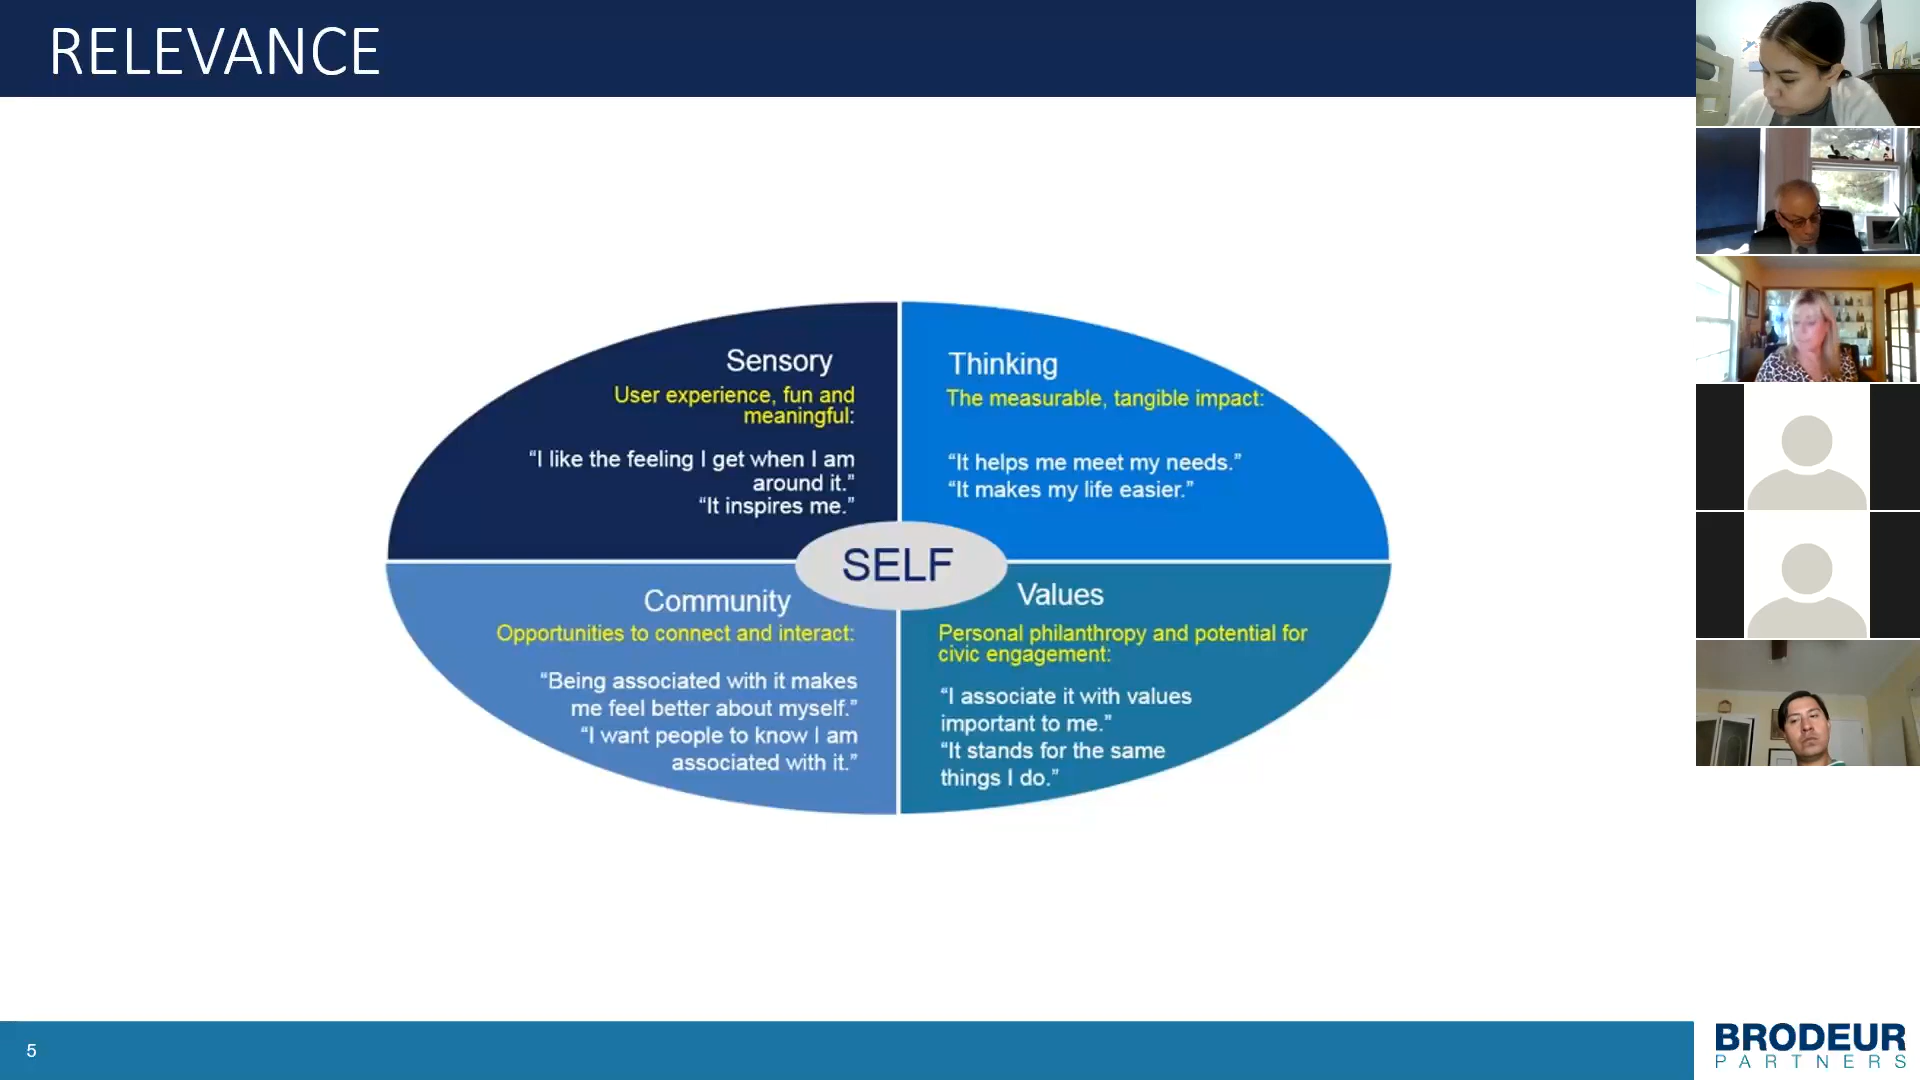 RELEVANCE
Sensory
User experience, fun and
meaningful:
“I like the feeling I get when I am
around it.”
“It inspires me.”
Thinking
The measurable, tangible impact:
“It helps me meet my needs.”
“It makes my life easier.”
SELF
Community
Opportunities to connect and interact:
“Being associated with it makes
me feel better about myself.”
“I want people to know I am
associated with it.”
Values
Personal philanthropy and potential for
civic engagement:
“I associate it with values
important to me.”
“It stands for the same
things I do.”
5
BRODEUR
PARTNERS